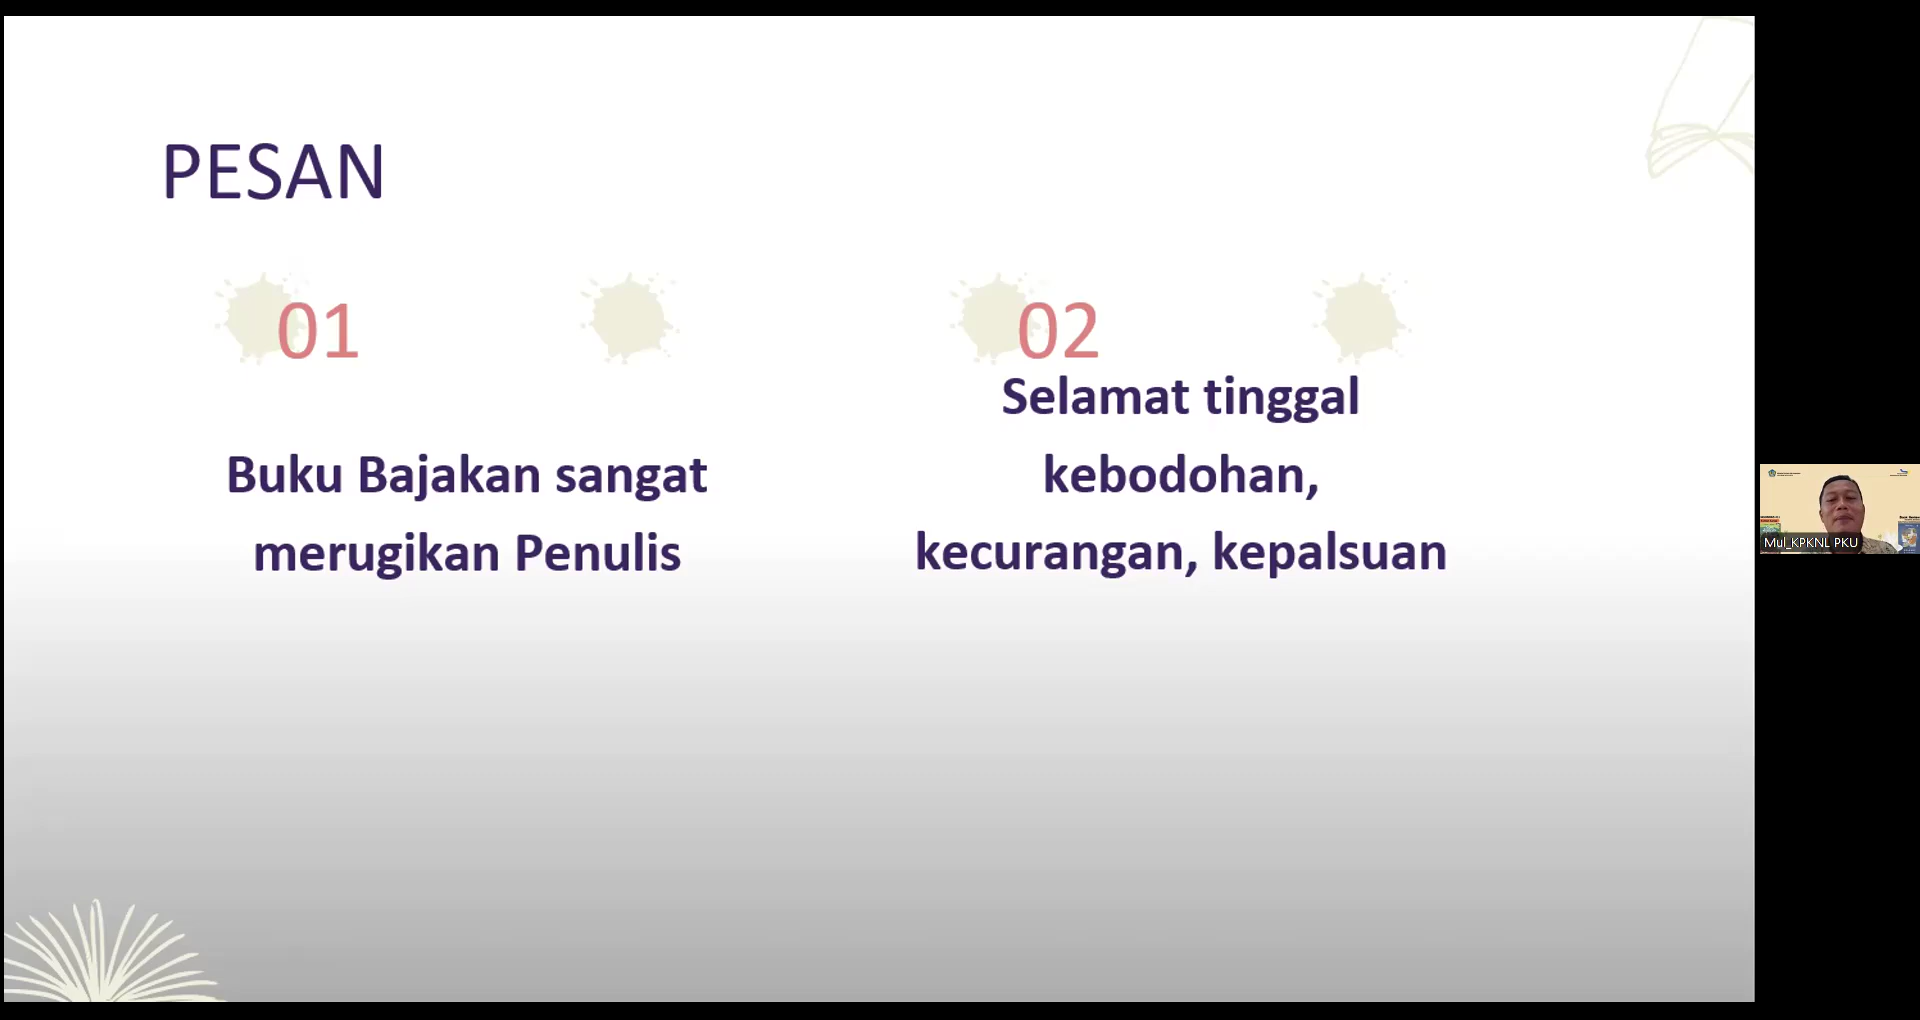 PESAN
01
Buku Bajakan sangat
merugikan Penulis
02
Selamat tinggal
kebodohan,
kecurangan, kepalsuan
Mul_KPKNL PKU